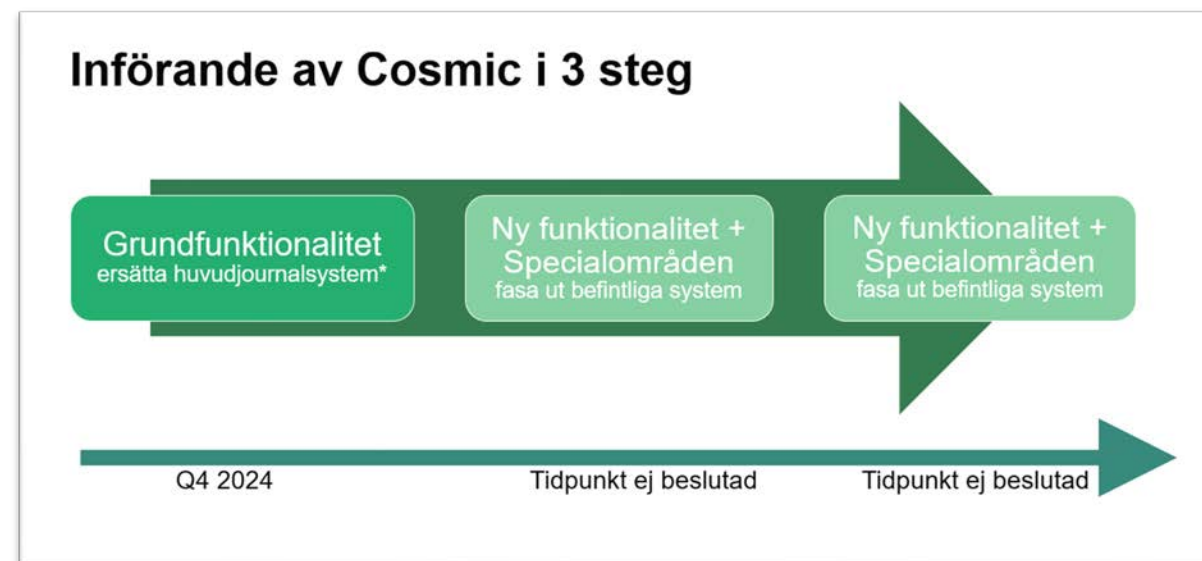 Införande av Cosmic i 3 steg
Grundfunktionalitet
ersätta huvudjournalsystem*
Ny funktionalitet +
Specialområden
fasa ut befintliga system
Ny funktionalitet +
Specialområden
fasa ut befintliga system
Q4 2024
Tidpunkt ej beslutad
Tidpunkt ej beslutad